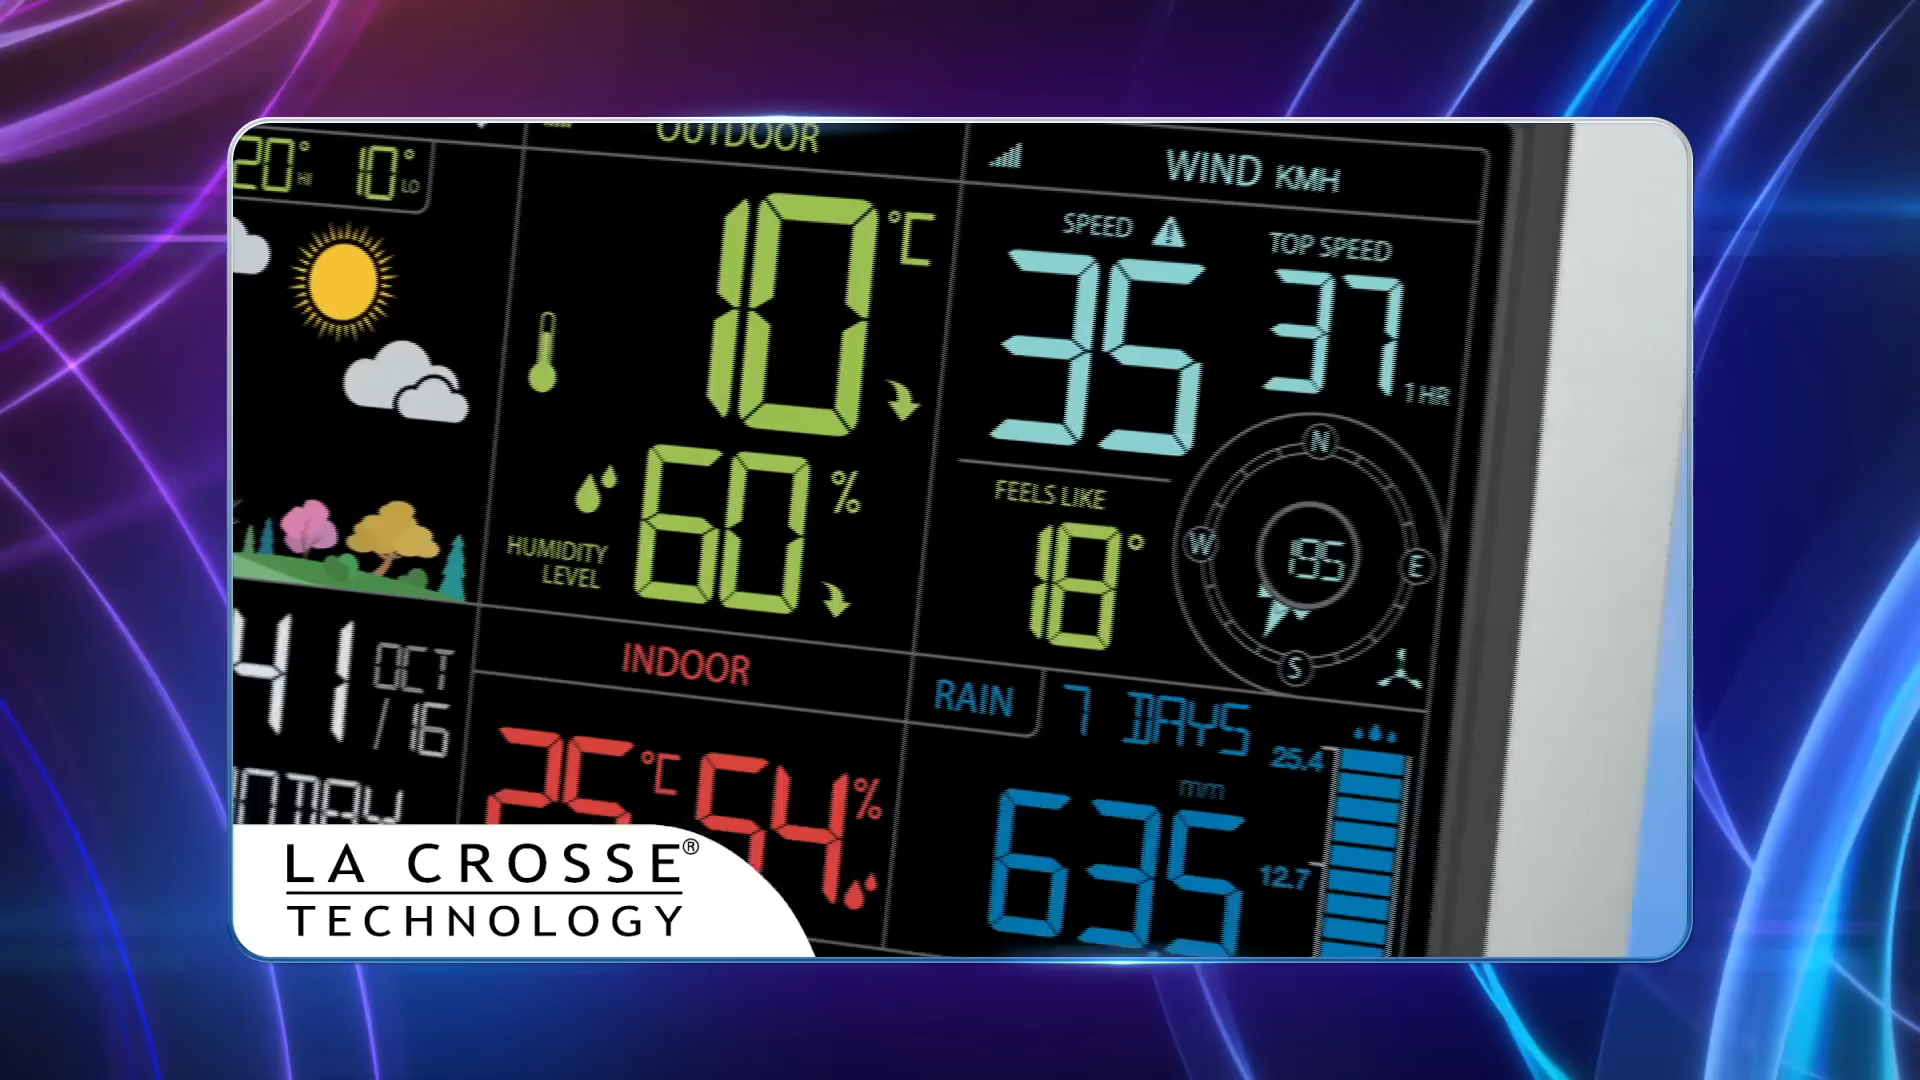 OUTDOOR
20° HI 10° LO
10 °C
HUMIDITY
LEVEL
60 %
WIND KMH
SPEED
35
TOP SPEED
37
1 HR
FEELS LIKE
18°
N
W
195
E
S
41
OCT
/16
INDOOR
25 °C 54 %
RAIN
7 DAYS
mm
635
25.4
12.7
LA CROSSE®
TECHNOLOGY